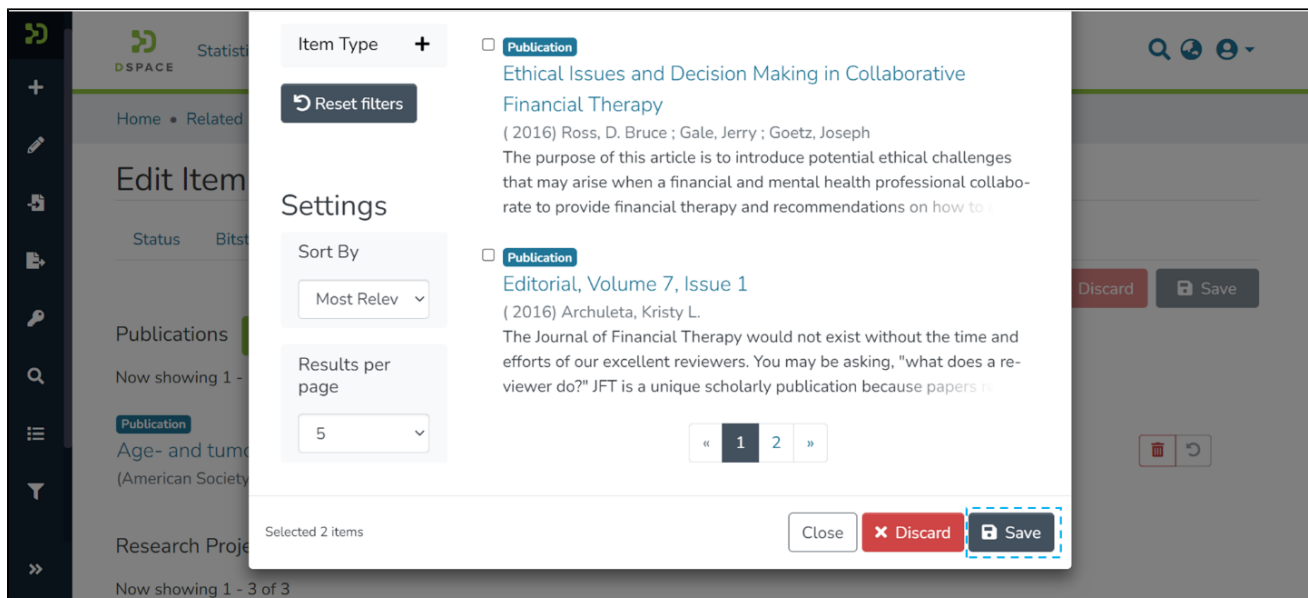 DSPACE
Statisti
Home • Related
Edit Item
Status Bitst
Discard Save
Publications
Now showing 1 -
Publication
Age- and tumo
(American Society
Research Proje
Now showing 1 - 3 of 3
Item Type +
Reset filters
Settings
Sort By
Most Relev
Results per
page
5
Publication
Ethical Issues and Decision Making in Collaborative
Financial Therapy
( 2016) Ross, D. Bruce ; Gale, Jerry ; Goetz, Joseph
The purpose of this article is to introduce potential ethical challenges
that may arise when a financial and mental health professional collabo-
rate to provide financial therapy and recommendations on how to
Publication
Editorial, Volume 7, Issue 1
( 2016) Archuleta, Kristy L.
The Journal of Financial Therapy would not exist without the time and
efforts of our excellent reviewers. You may be asking, "what does a re-
viewer do?" JFT is a unique scholarly publication because papers
« 1 2 »
Selected 2 items
Close Discard Save